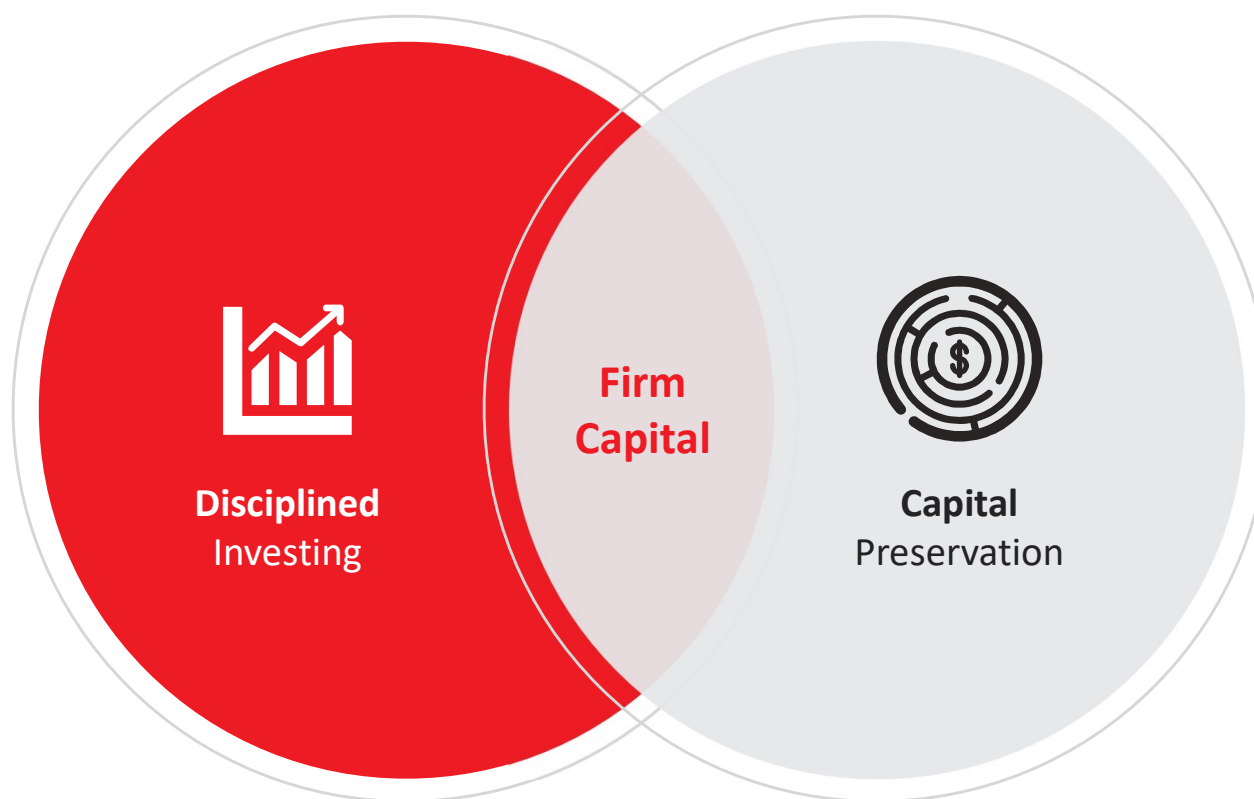 Disciplined
Investing
Firm
Capital
$
Capital
Preservation